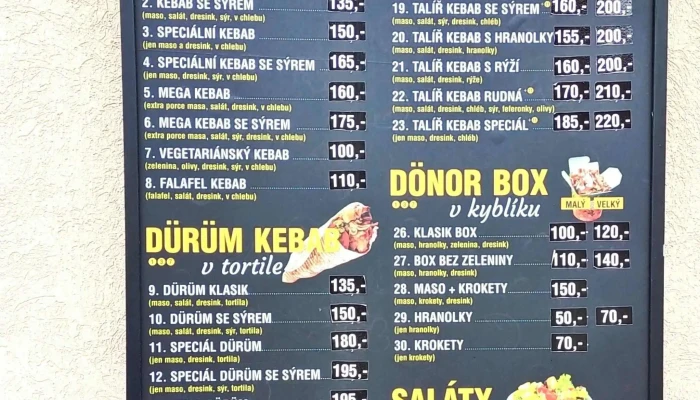 2. KEBAB SE SÝREM 135,-
(maso, salát, dresink, sýr, v chlebu)
3. SPECIÁLNÍ KEBAB 150,-
(jen maso a dresink, v chlebu)
4. SPECIÁLNÍ KEBAB SE SÝREM 165,-
(jen maso, dresink, sýr, v chlebu)
5. MEGA KEBAB 160,-
(extra porce masa, salát, dresink, v chlebu)
6. MEGA KEBAB SE SÝREM 175,-
(extra porce masa, salát, sýr, dresink, v chlebu)
7. VEGETARIÁNSKÝ KEBAB 100,-
(zelenina, olivy, dresink, sýr, v chlebu)
8. FALAFEL KEBAB 110,-
(falafel, salát, dresink, v chlebu)
DÜRÜM KEBAB
v tortile
9. DÜRÜM KLASIK 135,-
(maso, salát, dresink, tortila)
10. DÜRÜM SE SÝREM 150,-
(maso, salát, dresink, sýr, tortila)
11. SPECIÁL DÜRÜM 180,-
(jen maso, dresink, tortila)
12. SPECIÁL DÜRÜM SE SÝREM 195,-
(jen maso, dresink, sýr, tortila)
195,-
19. TALÍŘ KEBAB SE SÝREM 160,- 200,-
(maso, salát, dresink, sýr, chléb)
20. TALÍŘ KEBAB S HRANOLKY 155,- 200,-
(maso, salát, dresink, hranolky)
21. TALÍŘ KEBAB S RÝŽÍ 160,- 200,-
(maso, salát, dresink, rýže)
22. TALÍŘ KEBAB RUDNÁ 170,- 210,-
(maso, salát, dresink, chléb, sýr, feferonky, olivy)
23. TALÍŘ KEBAB SPECIÁL 185,- 220,-
(jen maso, dresink, chléb)
DÖNOR BOX
v kyblíku
MALÝ VELKÝ
26. KLASIK BOX 100,- 120,-
(maso, hranolky, zelenina, dresink)
27. BOX BEZ ZELENINY 110,- 140,-
(maso, hranolky, dresink)
28. MASO + KROKETY 150,-
(maso, krokety, dresink)
29. HRANOLKY 50,- 70,-
(jen hranolky)
30. KROKETY 70,-
(jen krokety)
SALÁTY